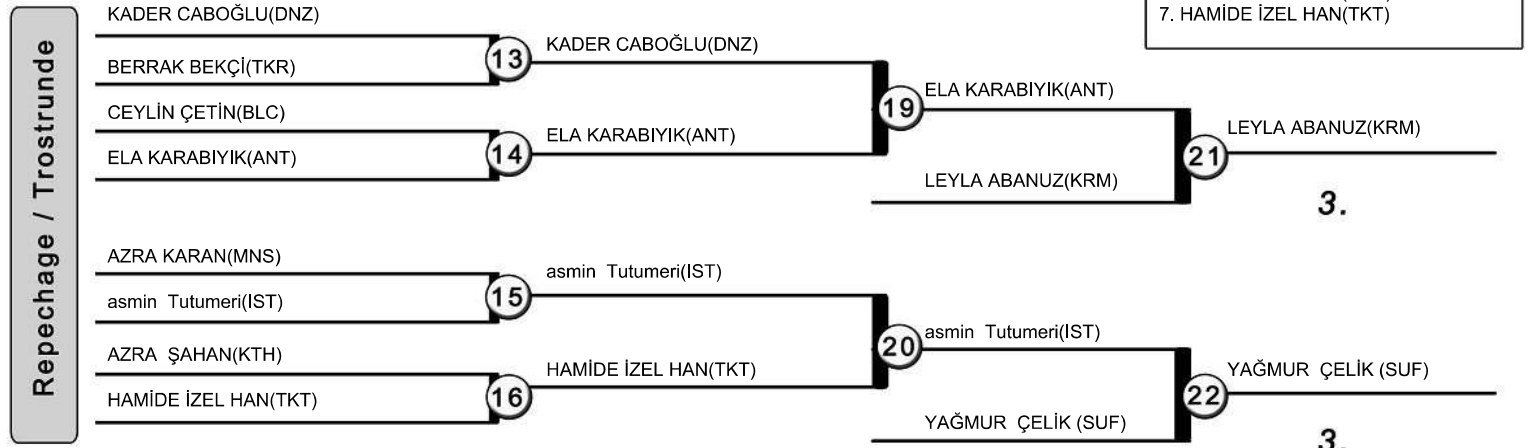 Repechage / Trostrunde
7. HAMİDE İZEL HAN(TKT)
KADER CABOĞLU(DNZ)
BERRAK BEKÇİ(TKR)
13
KADER CABOĞLU(DNZ)
CEYLİN ÇETİN(BLC)
ELA KARABIYIK(ANT)
14
ELA KARABIYIK(ANT)
19
ELA KARABIYIK(ANT)
LEYLA ABANUZ(KRM)
21
LEYLA ABANUZ(KRM)
3.
AZRA KARAN(MNS)
asmin  Tutumeri(IST)
15
asmin  Tutumeri(IST)
AZRA  ŞAHAN(KTH)
HAMİDE İZEL HAN(TKT)
16
HAMİDE İZEL HAN(TKT)
20
asmin  Tutumeri(IST)
YAĞMUR  ÇELİK (SUF)
22
YAĞMUR  ÇELİK (SUF)
3.